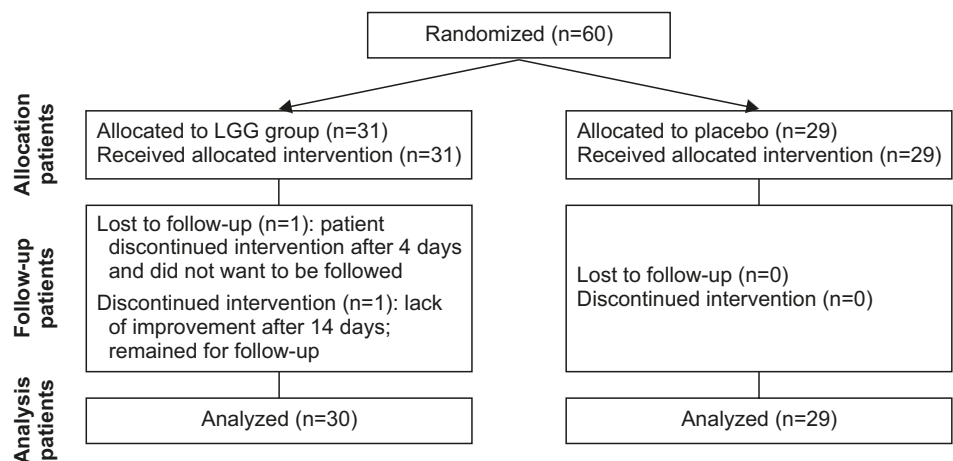 Randomized (n=60)
Allocation
patients
Allocated to LGG group (n=31)
Received allocated intervention (n=31)
Allocated to placebo (n=29)
Received allocated intervention (n=29)
Follow-up
patients
Lost to follow-up (n=1): patient
discontinued intervention after 4 days
and did not want to be followed
Discontinued intervention (n=1): lack
of improvement after 14 days;
remained for follow-up
Lost to follow-up (n=0)
Discontinued intervention (n=0)
Analysis
patients
Analyzed (n=30)
Analyzed (n=29)